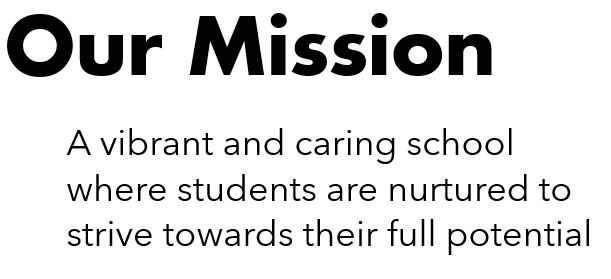 Our Mission
A vibrant and caring school
where students are nurtured to
strive towards their full potential